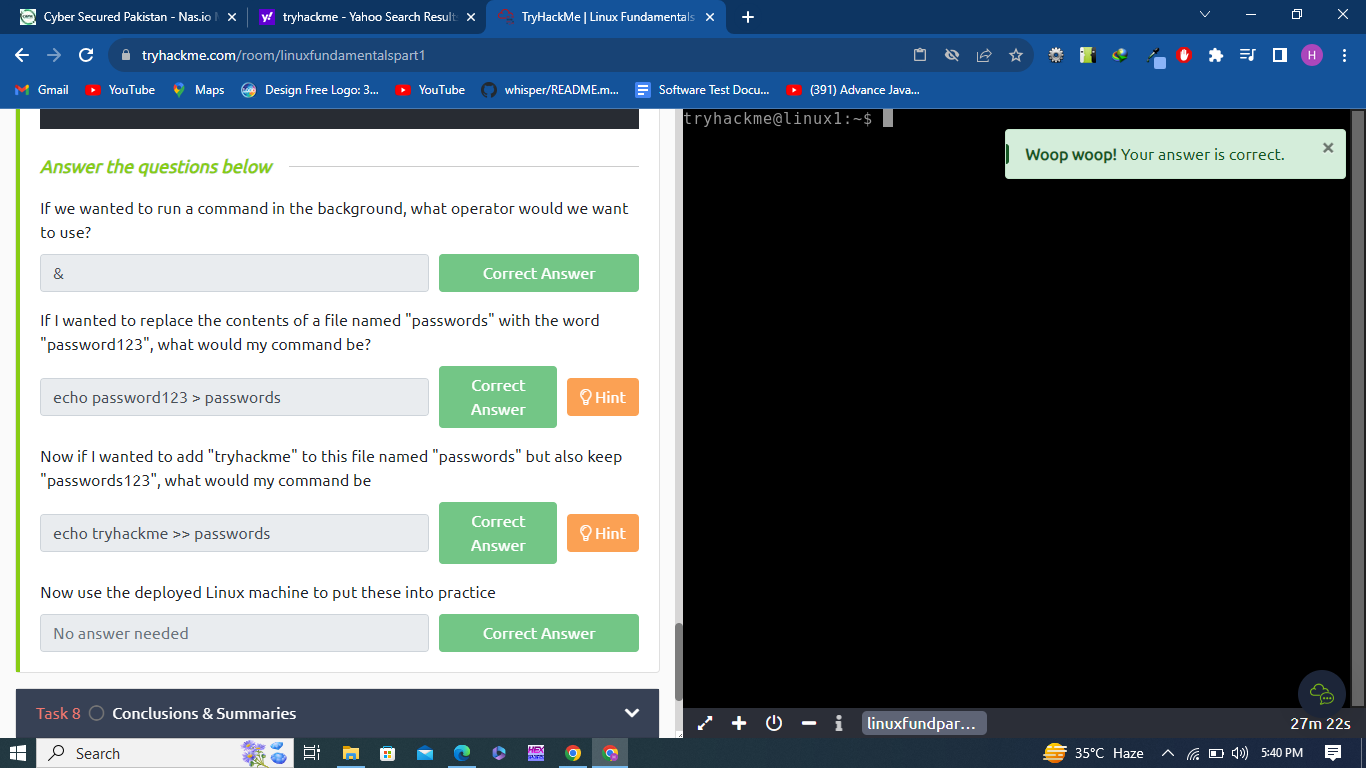 Cyber Secured Pakistan - Nas.io
tryhackme - Yahoo Search Result
TryHackMe | Linux Fundamentals
tryhackme.com/room/linuxfundamentalspart1
H
Gmail
YouTube
Maps
Design Free Logo: 3...
YouTube
whisper/README.m...
Software Test Docu...
(391) Advance Java...
Answer the questions below
If we wanted to run a command in the background, what operator would we want
to use?
&
Correct Answer
If I wanted to replace the contents of a file named "passwords" with the word
"password123", what would my command be?
echo password123 > passwords
Correct
Answer
Hint
Now if I wanted to add "tryhackme" to this file named "passwords" but also keep
"passwords123", what would my command be
echo tryhackme >> passwords
Correct
Answer
Hint
Now use the deployed Linux machine to put these into practice
No answer needed
Correct Answer
Task 8
Conclusions & Summaries
tryhackme@linux1:~$
Woop woop! Your answer is correct.
linuxfundpar...
27m 22s
Search
35°C Haze
5:40 PM